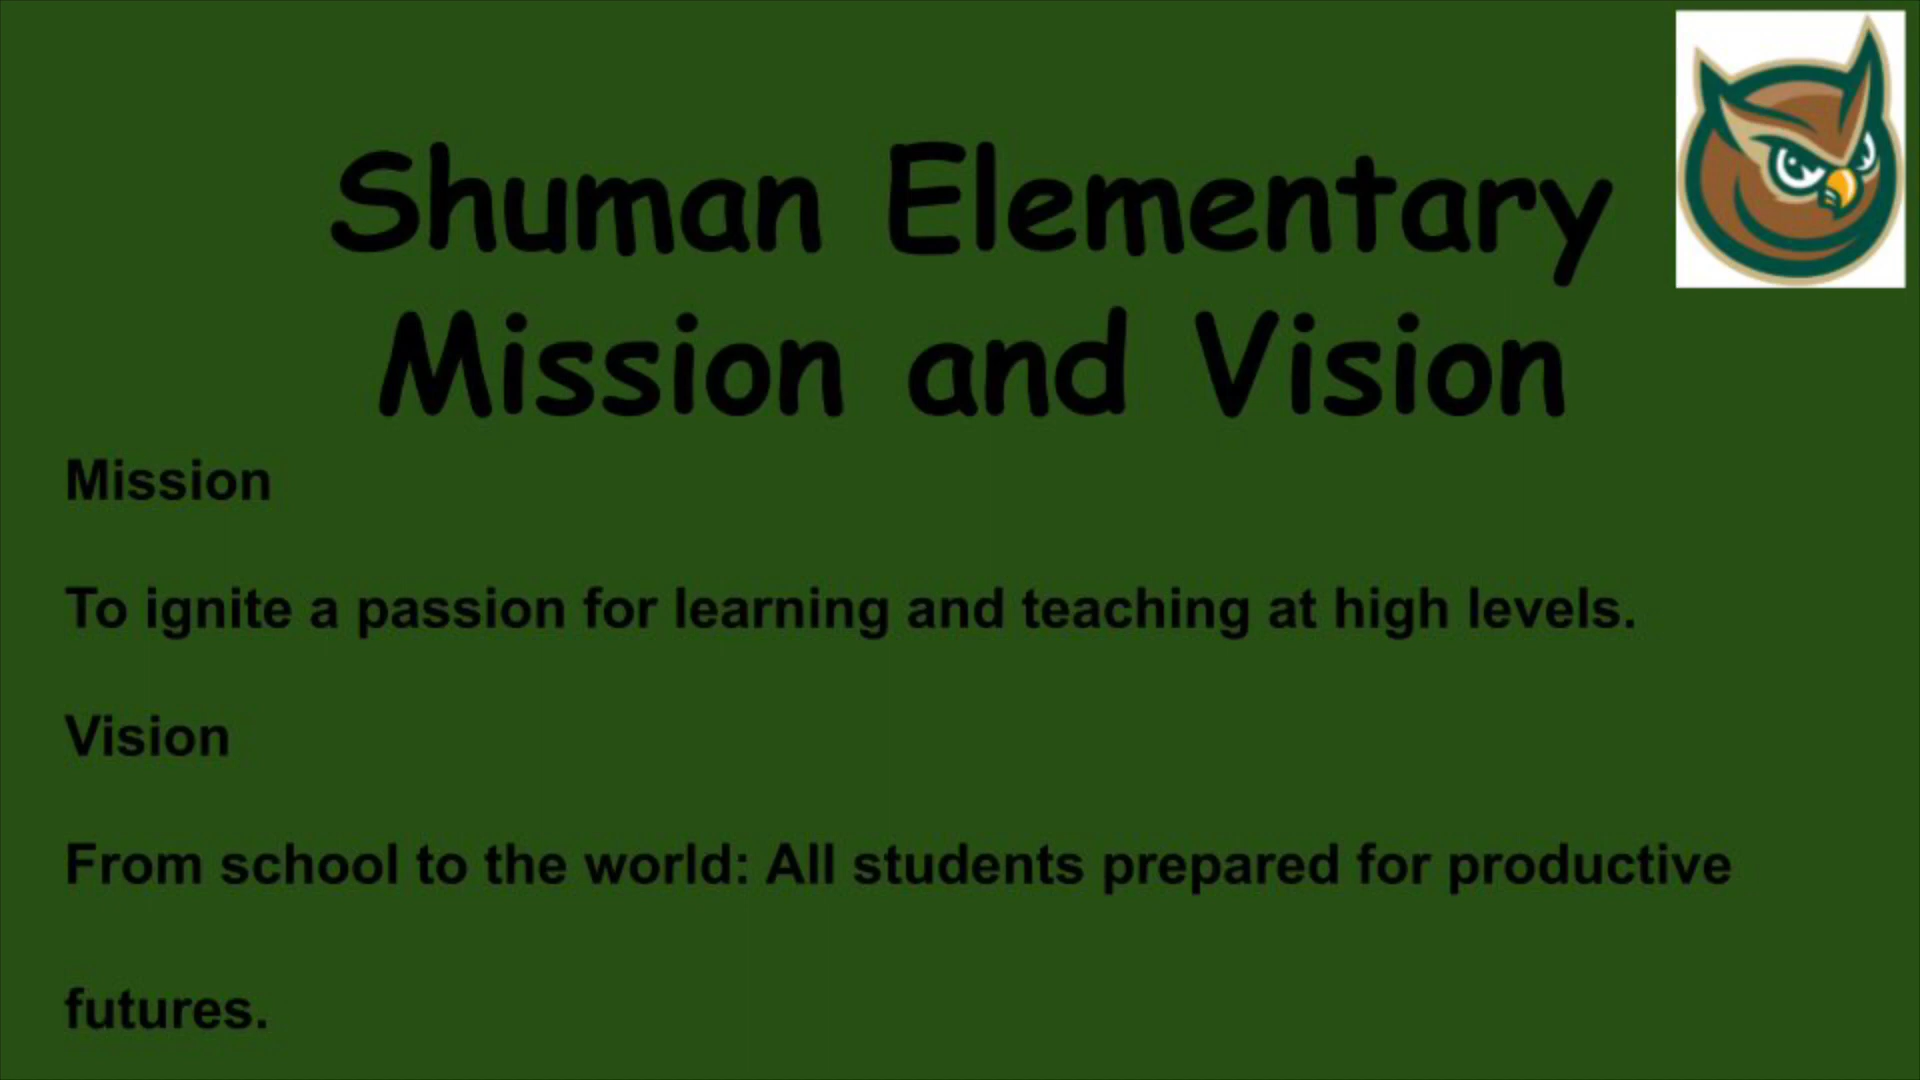 Shuman Elementary
Mission and Vision
Mission
To ignite a passion for learning and teaching at high levels.
Vision
From school to the world: All students prepared for productive
futures.